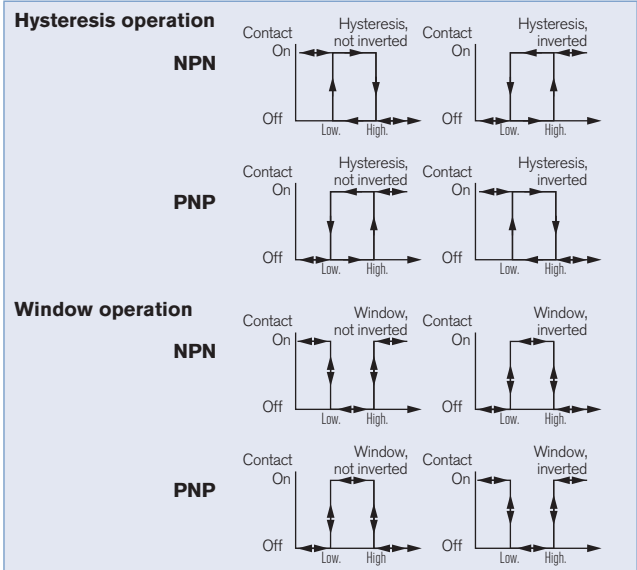 Hysteresis operation
NPN
Contact
On
Off
Hysteresis,
not inverted
Low.
High.
Contact
On
Off
Hysteresis,
inverted
Low.
High.
PNP
Contact
On
Off
Hysteresis,
not inverted
Low.
High.
Contact
On
Off
Hysteresis,
inverted
Low.
High.
Window operation
NPN
Contact
On
Off
Window,
not inverted
Low.
High.
Contact
On
Off
Window,
inverted
Low.
High.
PNP
Contact
On
Off
Window,
not inverted
Low.
High
Contact
On
Off
Window,
inverted
Low.
High.